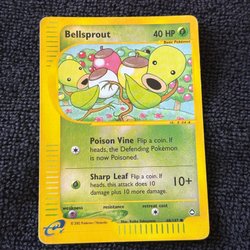 Bellsprout 40 HP
Basic Pokémon
Poison Vine Flip a coin. If
heads, the Defending Pokémon
is now Poisoned.
Sharp Leaf Flip a coin. If
heads, this attack does 10
damage plus 10 more damage.
10+
weakness resistance retreat cost